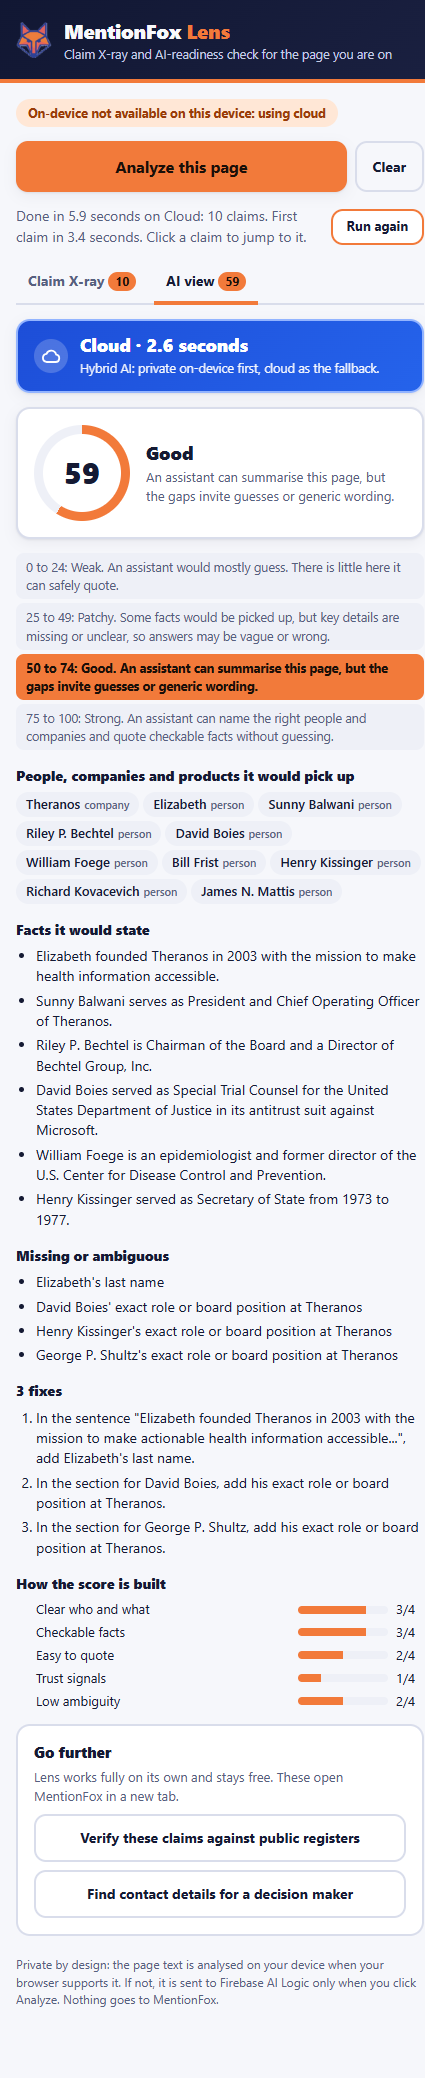 MentionFox Lens
Claim X-ray and AI-readiness check for the page you are on
On-device not available on this device: using cloud
Analyze this page
Clear
Done in 5.9 seconds on Cloud: 10 claims. First
claim in 3.4 seconds. Click a claim to jump to it.
Run again
Claim X-ray 10
AI view 59
Cloud · 2.6 seconds
Hybrid AI: private on-device first, cloud as the fallback.
59
Good
An assistant can summarise this page, but
the gaps invite guesses or generic wording.
0 to 24: Weak. An assistant would mostly guess. There is little here it
can safely quote.
25 to 49: Patchy. Some facts would be picked up, but key details are
missing or unclear, so answers may be vague or wrong.
50 to 74: Good. An assistant can summarise this page, but the
gaps invite guesses or generic wording.
75 to 100: Strong. An assistant can name the right people and
companies and quote checkable facts without guessing.
People, companies and products it would pick up
Theranos company Elizabeth person Sunny Balwani person
Riley P. Bechtel person David Boies person
William Foege person Bill Frist person Henry Kissinger person
Richard Kovacevich person James N. Mattis person
Facts it would state
• Elizabeth founded Theranos in 2003 with the mission to make
health information accessible.
• Sunny Balwani serves as President and Chief Operating Officer
of Theranos.
• Riley P. Bechtel is Chairman of the Board and a Director of
Bechtel Group, Inc.
• David Boies served as Special Trial Counsel for the United
States Department of Justice in its antitrust suit against
Microsoft.
• William Foege is an epidemiologist and former director of the
U.S. Center for Disease Control and Prevention.
• Henry Kissinger served as Secretary of State from 1973 to
1977.
Missing or ambiguous
• Elizabeth's last name
• David Boies' exact role or board position at Theranos
• Henry Kissinger's exact role or board position at Theranos
• George P. Shultz's exact role or board position at Theranos
3 fixes
1. In the sentence "Elizabeth founded Theranos in 2003 with the
mission to make actionable health information accessible...",
add Elizabeth's last name.
2. In the section for David Boies, add his exact role or board
position at Theranos.
3. In the section for George P. Shultz, add his exact role or board
position at Theranos.
How the score is built
Clear who and what 3/4
Checkable facts 3/4
Easy to quote 2/4
Trust signals 1/4
Low ambiguity 2/4
Go further
Lens works fully on its own and stays free. These open
MentionFox in a new tab.
Verify these claims against public registers
Find contact details for a decision maker
Private by design: the page text is analysed on your device when your
browser supports it. If not, it is sent to Firebase AI Logic only when you click
Analyze. Nothing goes to MentionFox.